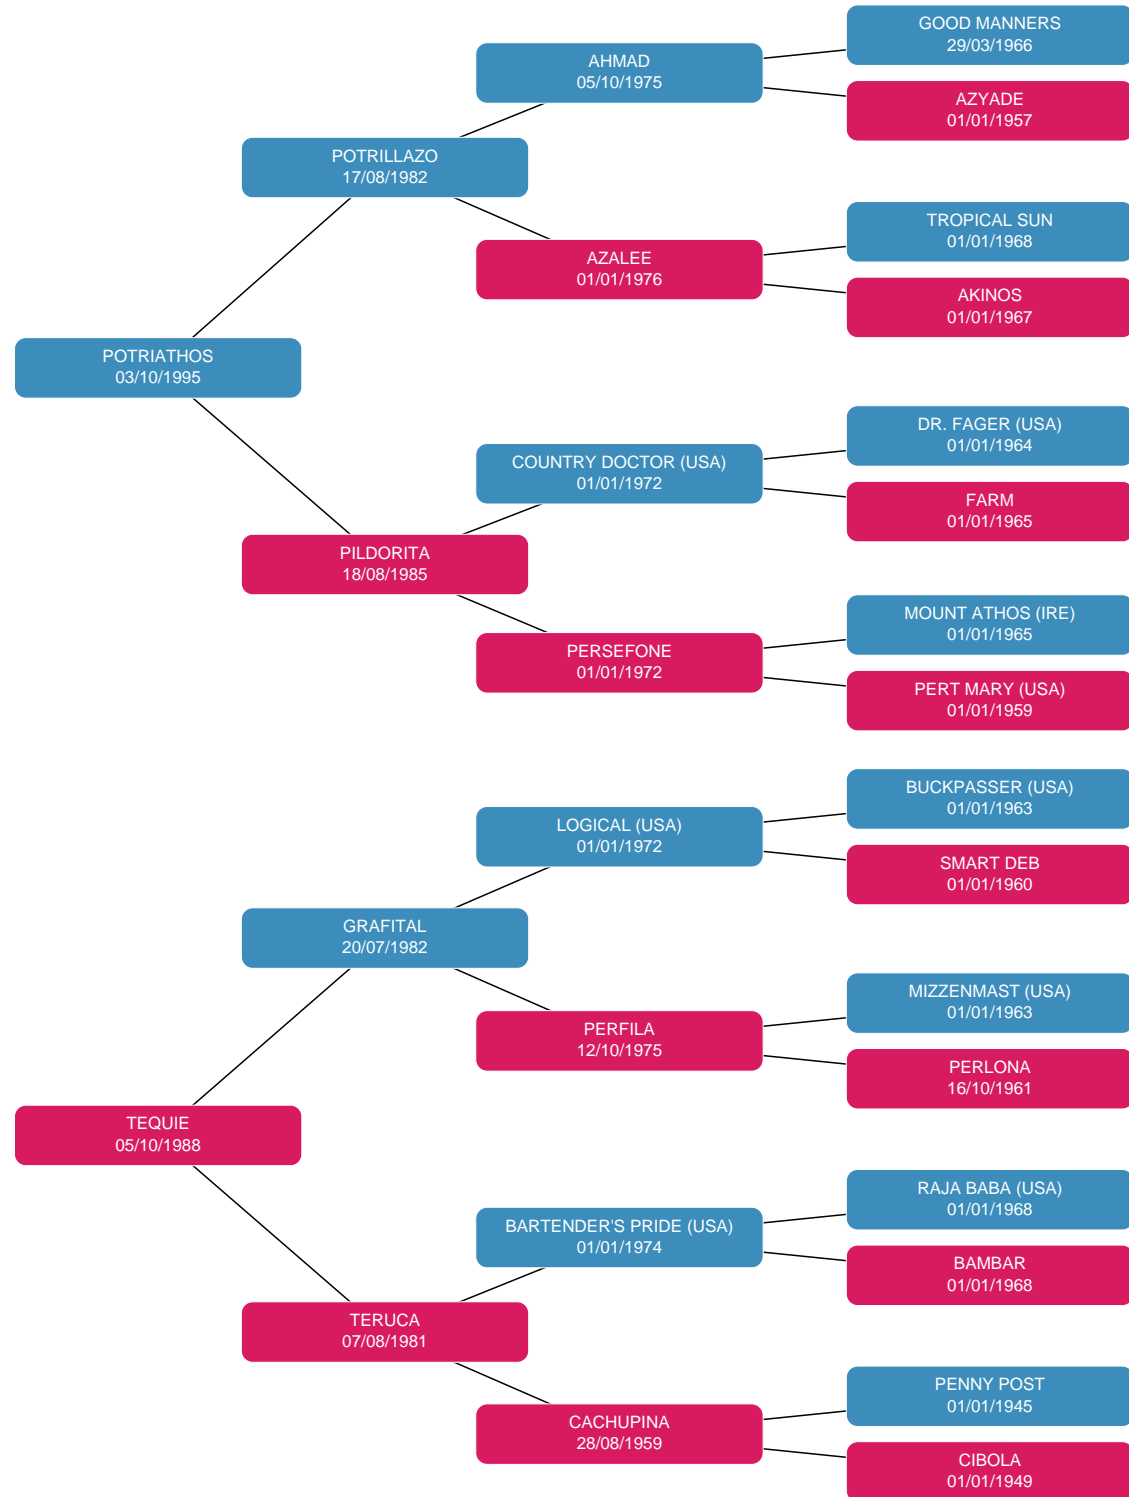 GOOD MANNERS
29/03/1966
AHMAD
05/10/1975
AZYADE
01/01/1957
POTRILLAZO
17/08/1982
TROPICAL SUN
01/01/1968
AZALEE
01/01/1976
AKINOS
01/01/1967
POTRIATHOS
03/10/1995
DR. FAGER (USA)
01/01/1964
COUNTRY DOCTOR (USA)
01/01/1972
FARM
01/01/1965
PILDORITA
18/08/1985
MOUNT ATHOS (IRE)
01/01/1965
PERSEFONE
01/01/1972
PERT MARY (USA)
01/01/1959
BUCKPASSER (USA)
01/01/1963
LOGICAL (USA)
01/01/1972
SMART DEB
01/01/1960
GRAFITAL
20/07/1982
MIZZENMAST (USA)
01/01/1963
PERFILA
12/10/1975
PERLONA
16/10/1961
TEQUIE
05/10/1988
RAJA BABA (USA)
01/01/1968
BARTENDER'S PRIDE (USA)
01/01/1974
BAMBAR
01/01/1968
TERUCA
07/08/1981
PENNY POST
01/01/1945
CACHUPINA
28/08/1959
CIBOLA
01/01/1949